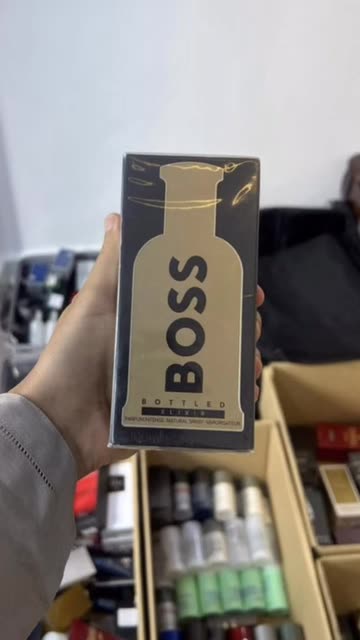 BOSS
BOTTLED
ELIXIR
PARFUM INTENSE NATURAL SPRAY VAPORISATEUR